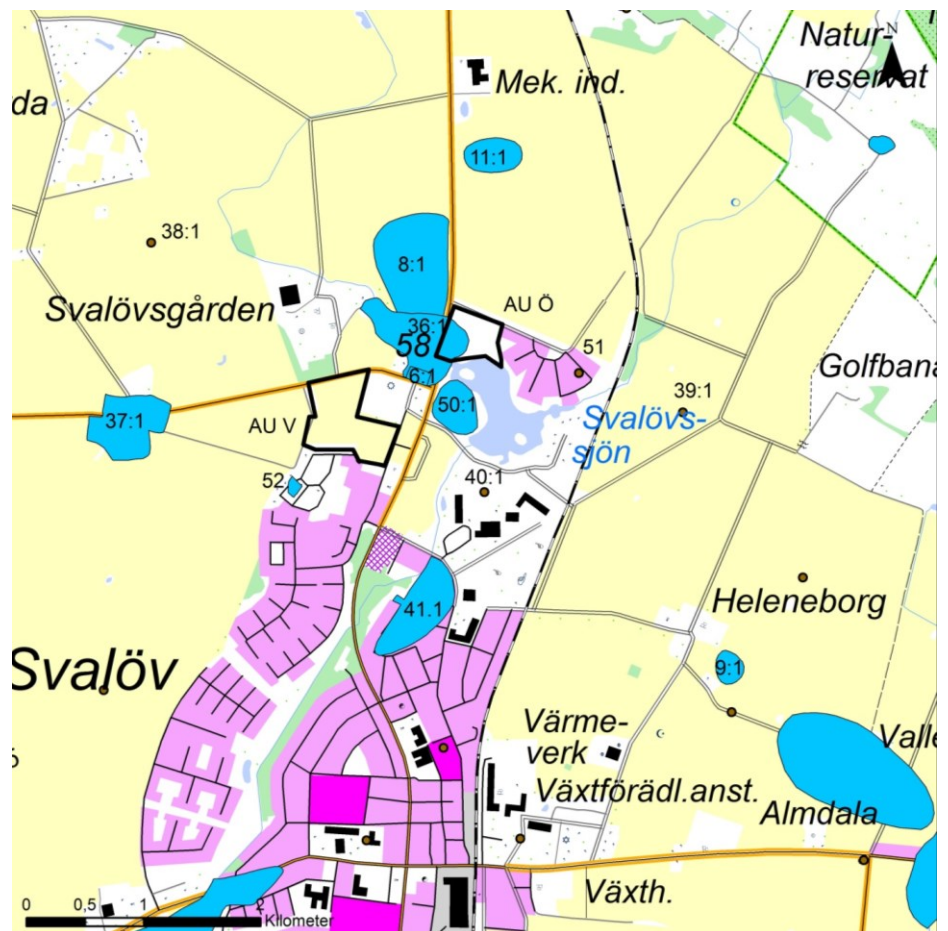 Natur-
reservat
N
da
Mek. ind.
11:1
38:1
8:1
Svalövsgården
AU Ö
36:1
58
51
6:1
Golfbana
39:1
50:1
37:1
AU V
Svalövs-
sjön
52
40:1
41.1
Heleneborg
Svalöv
9:1
Värme-
verk
Valle
Växtförädl.anst.
Almdala
Växth.
0 0,5 1 2
Kilometer